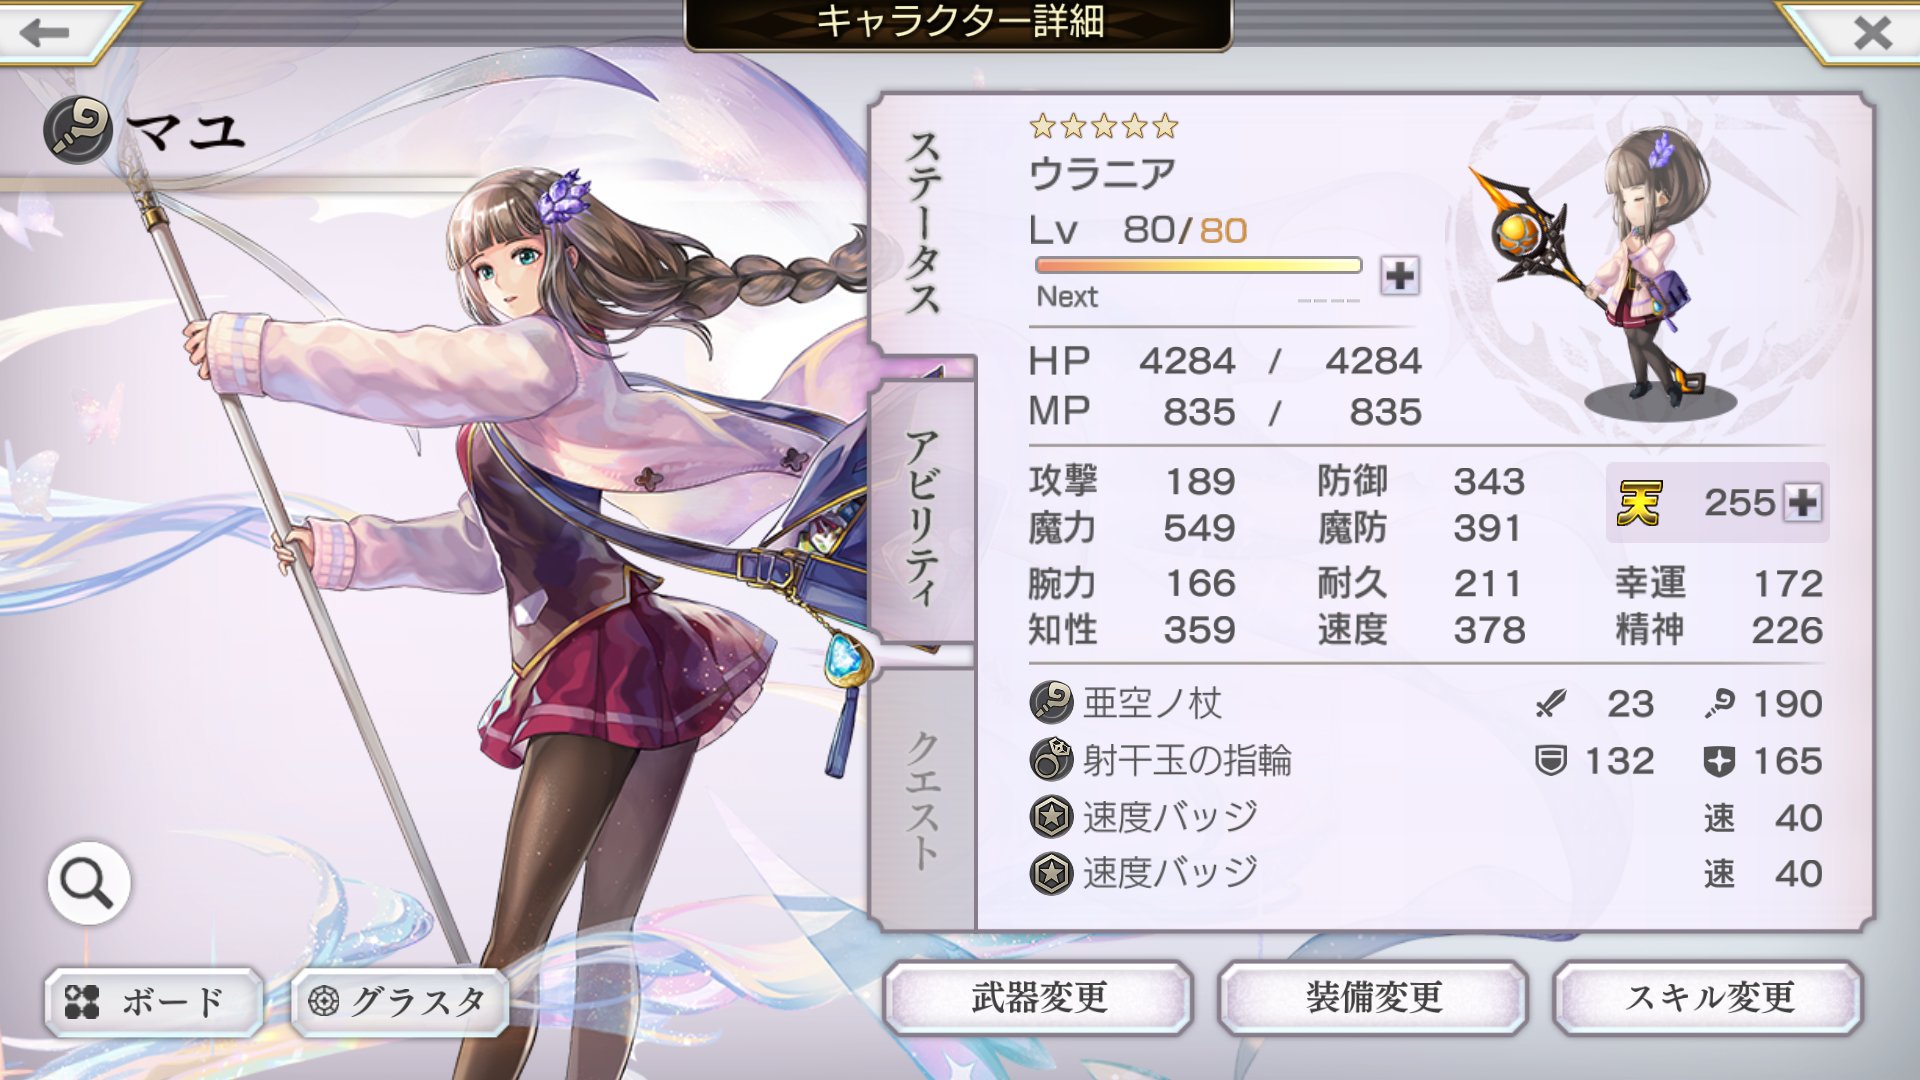 キャラクター詳細
マユ
ステータス
アビリティ
クエスト
ウラニア
Lv 80/80
Next ----
HP 4284 / 4284
MP 835 / 835
攻撃 189 防御 343 天 255
魔力 549 魔防 391
腕力 166 耐久 211 幸運 172
知性 359 速度 378 精神 226
亜空ノ杖 23 190
射干玉の指輪 132 165
速度バッジ 速 40
速度バッジ 速 40
ボード グラスタ 武器変更 装備変更 スキル変更